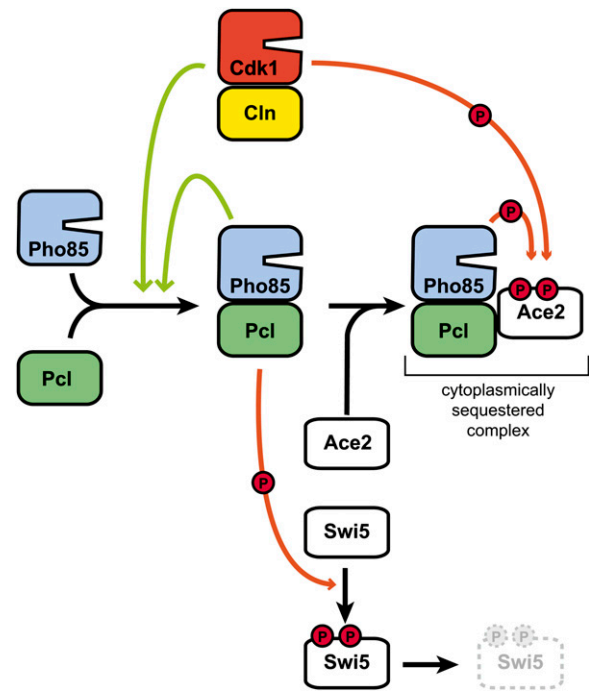 Cdk1
Cln
P
Pho85
P
Pho85
Pho85
P P
Ace2
Pcl
Pcl
Pcl
cytoplasmically
sequestered
complex
Ace2
P
Swi5
P P
Swi5
P P
Swi5